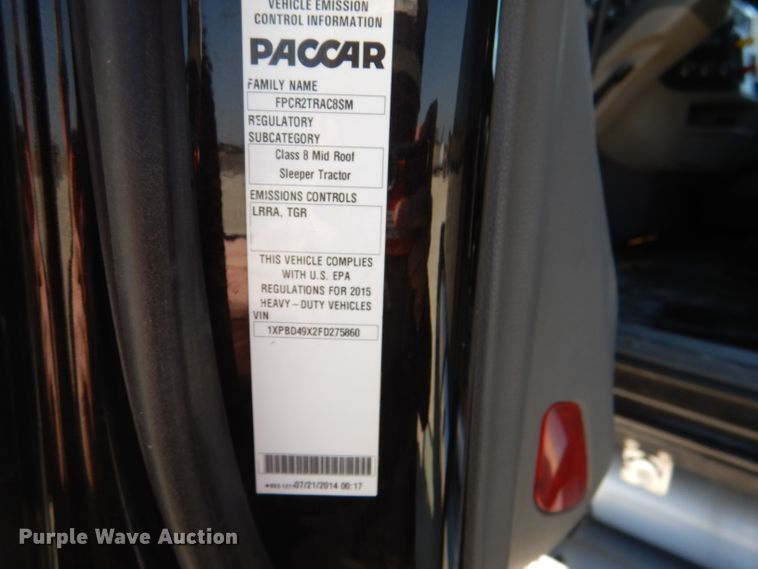 VEHICLE EMISSION
CONTROL INFORMATION
PACCAR
FAMILY NAME
FPCR2TRAC8SM
REGULATORY
SUBCATEGORY
Class 8 Mid Roof
Sleeper Tractor
EMISSIONS CONTROLS
LRRA, TGR
THIS VEHICLE COMPLIES
WITH U.S. EPA
REGULATIONS FOR 2015
HEAVY-DUTY VEHICLES
VIN
1XPBD49X2FD275860
07/21/2014 00:17
Purple Wave Auction